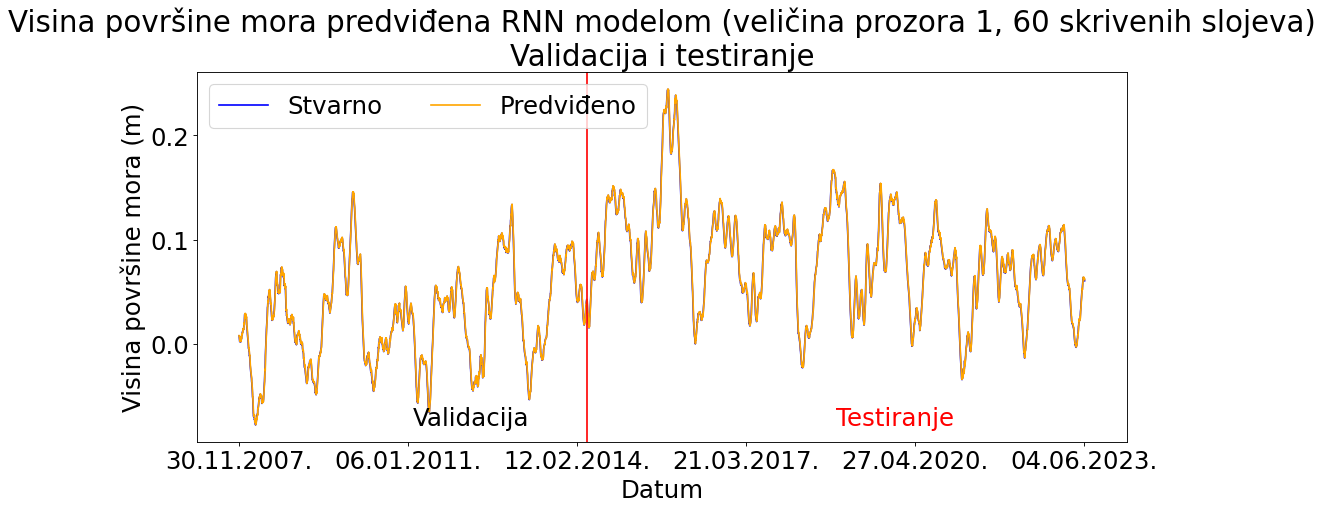 Visina površine mora predviđena RNN modelom (veličina prozora 1, 60 skrivenih slojeva)
Validacija i testiranje
Stvarno Predviđeno
Visina površine mora (m)
0.2
0.1
0.0
Validacija Testiranje
30.11.2007. 06.01.2011. 12.02.2014. 21.03.2017. 27.04.2020. 04.06.2023.
Datum